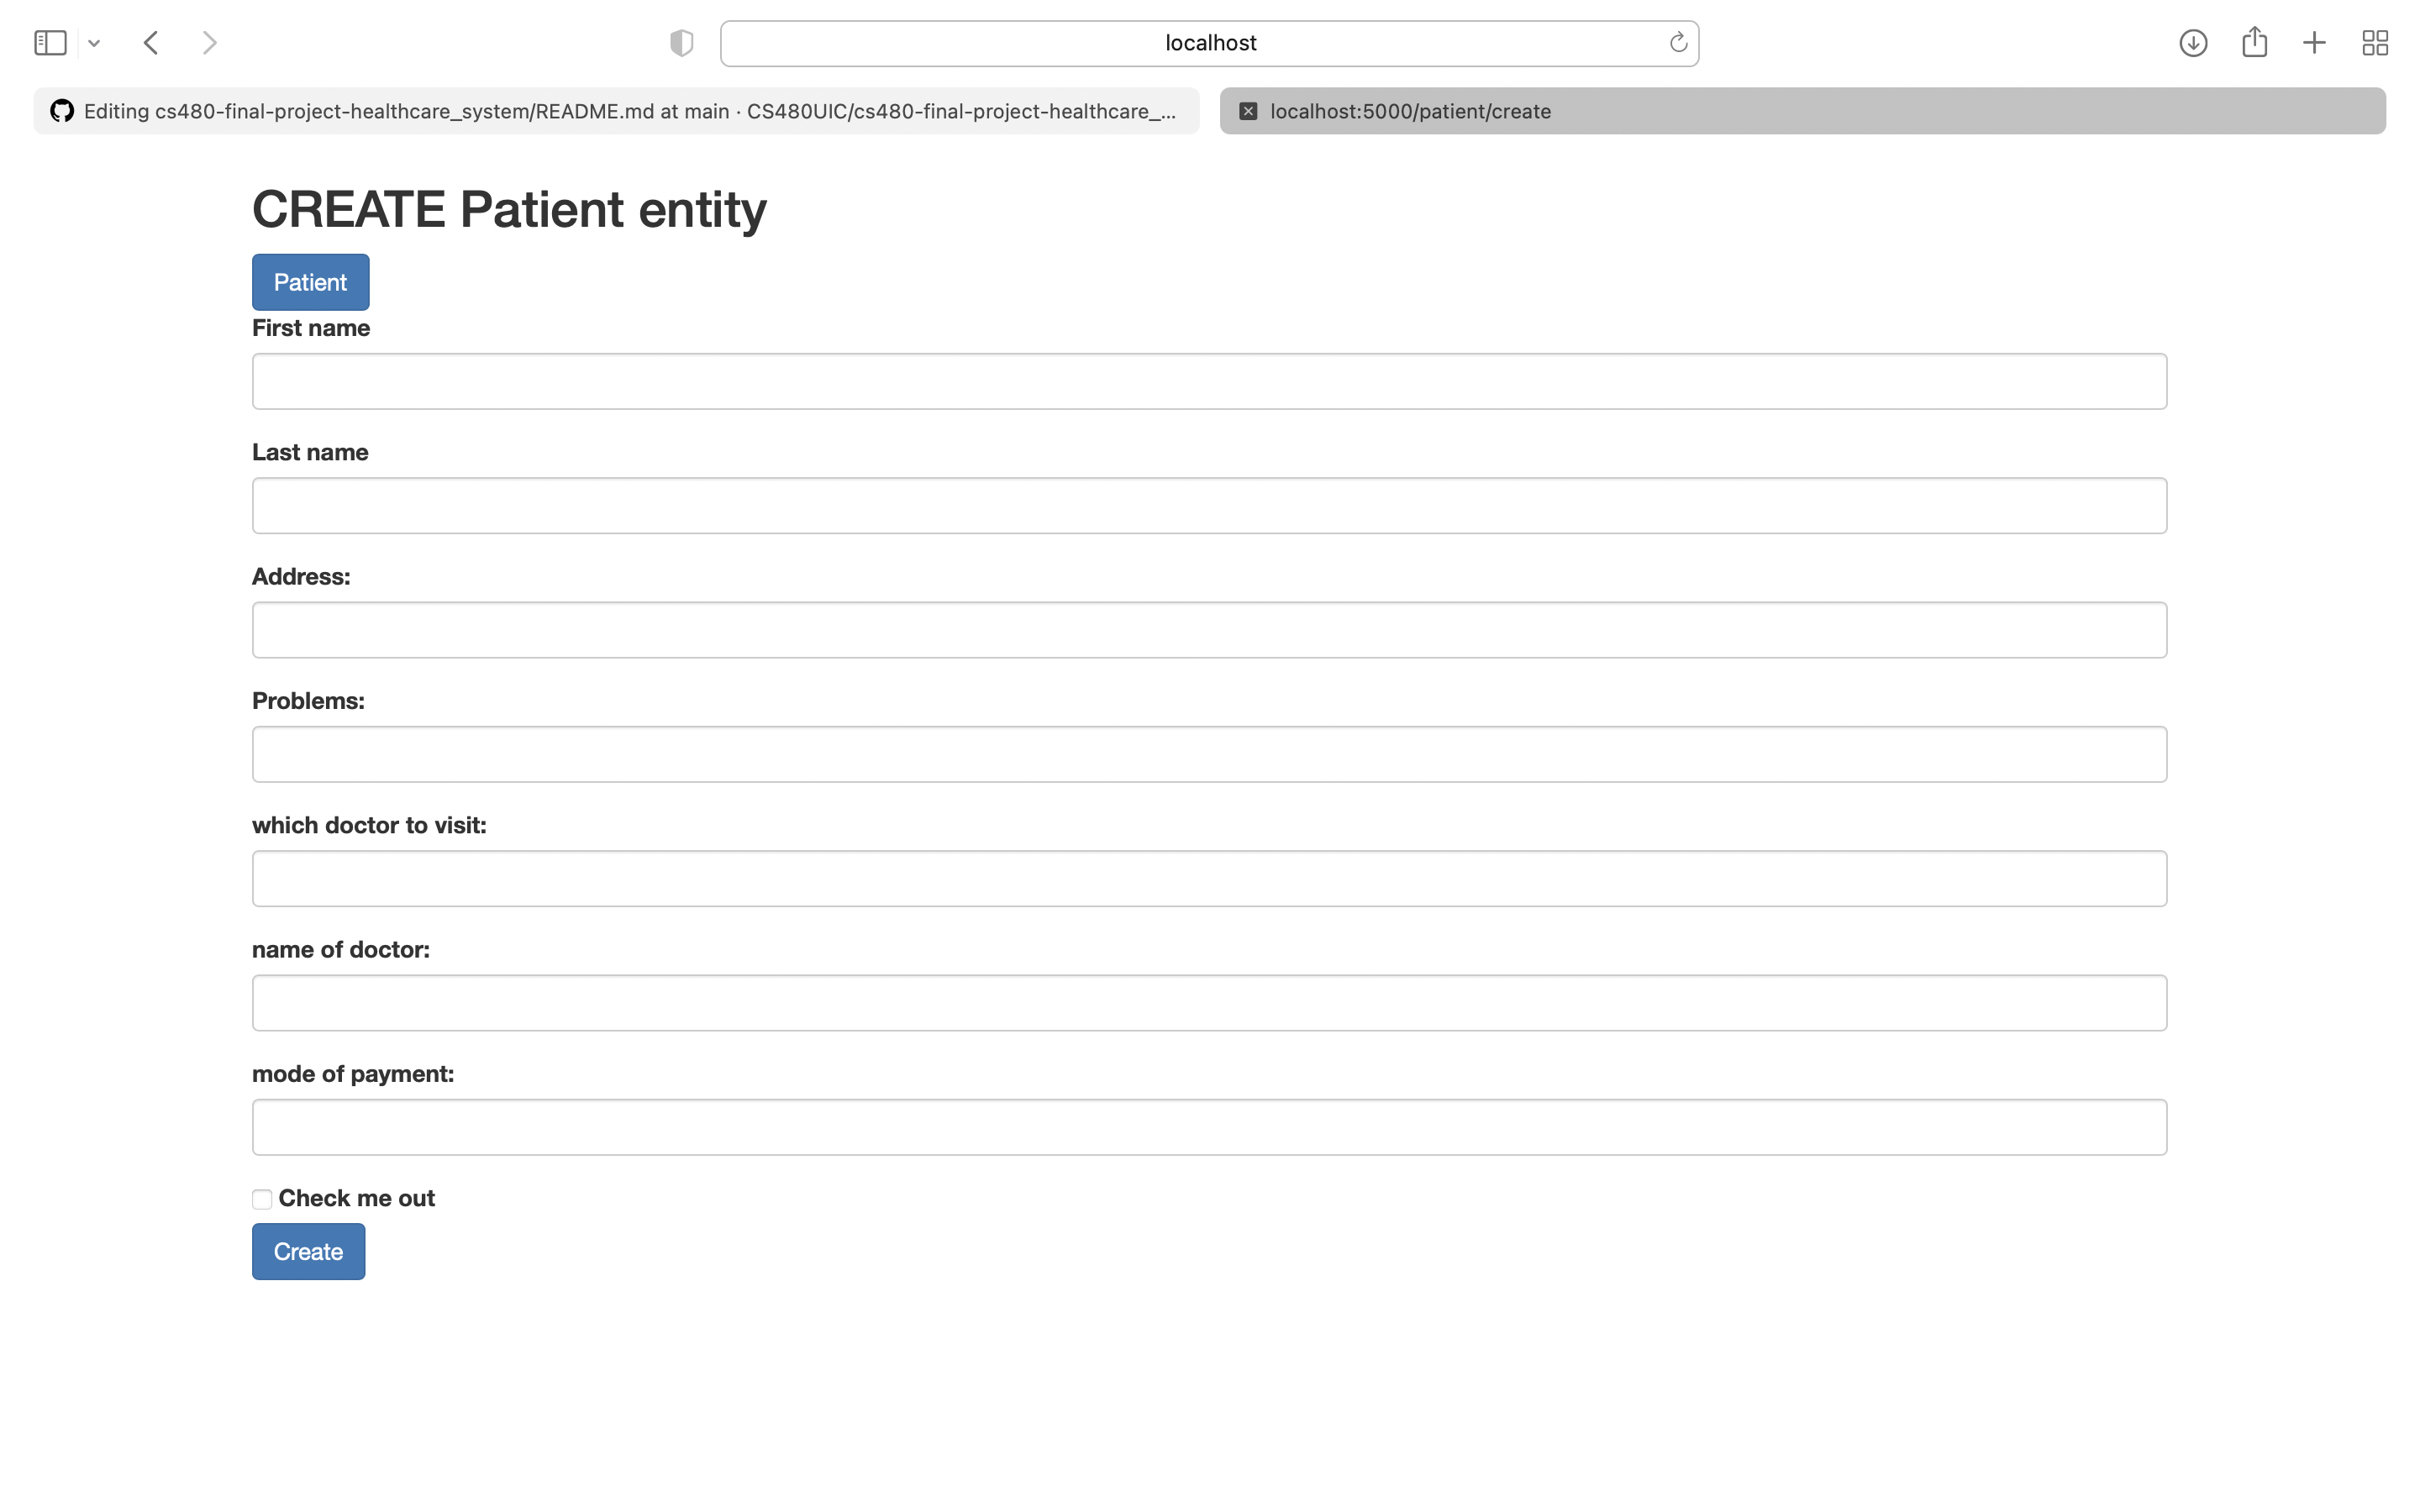 localhost
Editing cs480-final-project-healthcare_system/README.md at main · CS480UIC/cs480-final-project-healthcare_...
localhost:5000/patient/create
CREATE Patient entity
Patient
First name
Last name
Address:
Problems:
which doctor to visit:
name of doctor:
mode of payment:
Check me out
Create